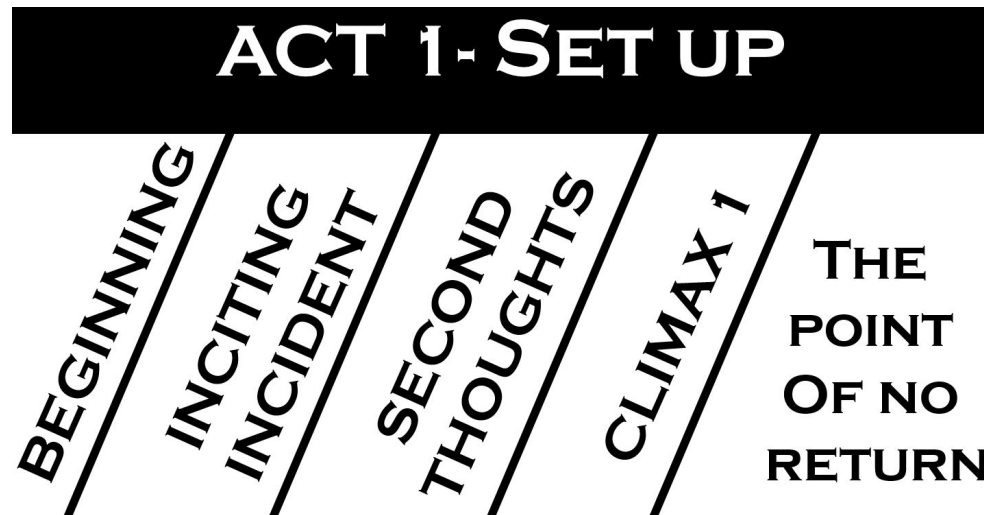 ACT 1- SET UP
BEGINNING
INCITING
INCIDENT
SECOND
THOUGHTS
CLIMAX 1
THE
POINT
OF NO
RETURN